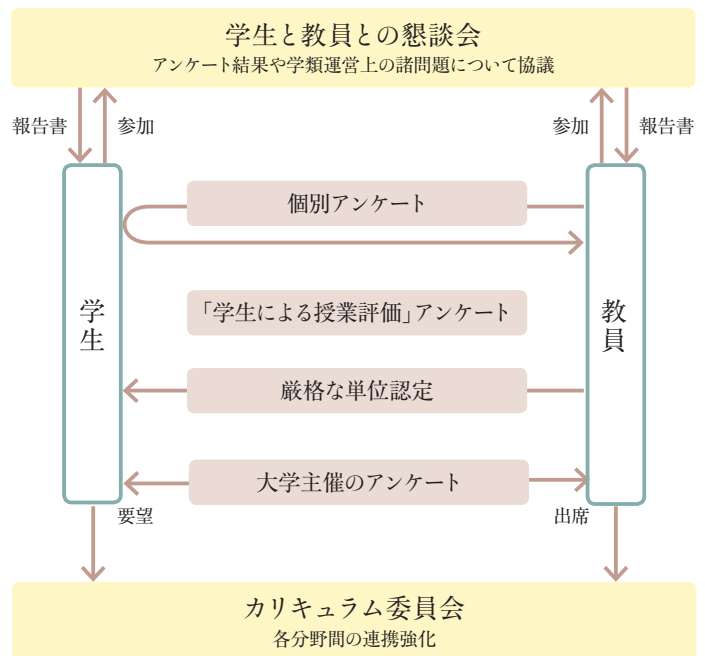 学生と教員との懇談会
アンケート結果や学類運営上の諸問題について協議
報告書
参加
参加
報告書
個別アンケート
学生
教員
「学生による授業評価」アンケート
厳格な単位認定
大学主催のアンケート
要望
出席
カリキュラム委員会
各分野間の連携強化